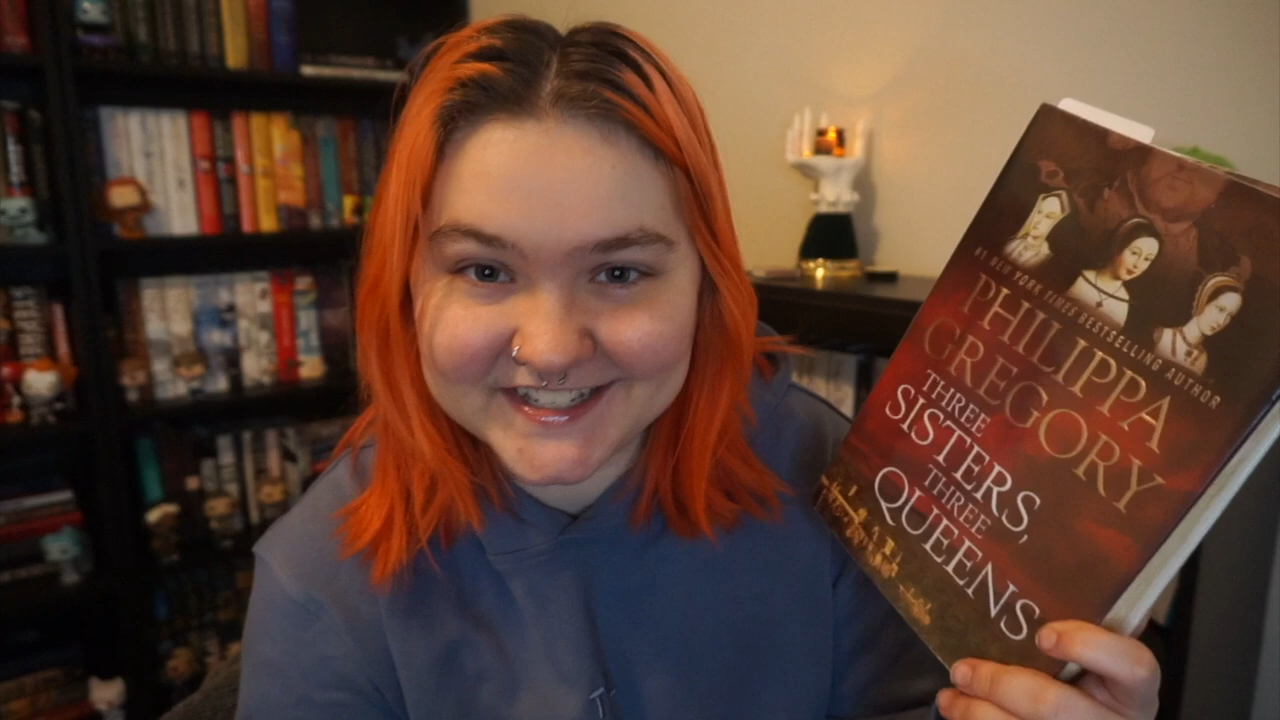 #1 NEW YORK TIMES BESTSELLING AUTHOR
PHILIPPA
GREGORY
THREE
SISTERS,
THREE
QUEENS